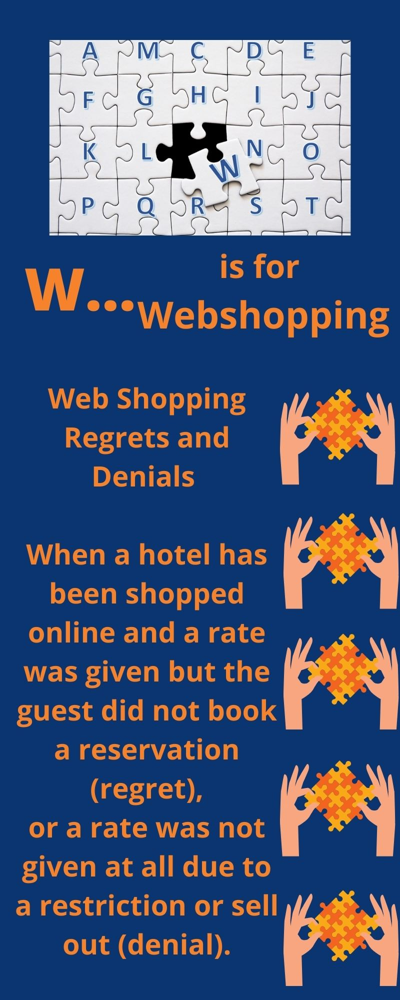 A M C D E
F G H I J
K L W N O
P Q R S T
W... is for
Webshopping
Web Shopping
Regrets and
Denials
When a hotel has
been shopped
online and a rate
was given but the
guest did not book
a reservation
(regret),
or a rate was not
given at all due to
a restriction or sell
out (denial).